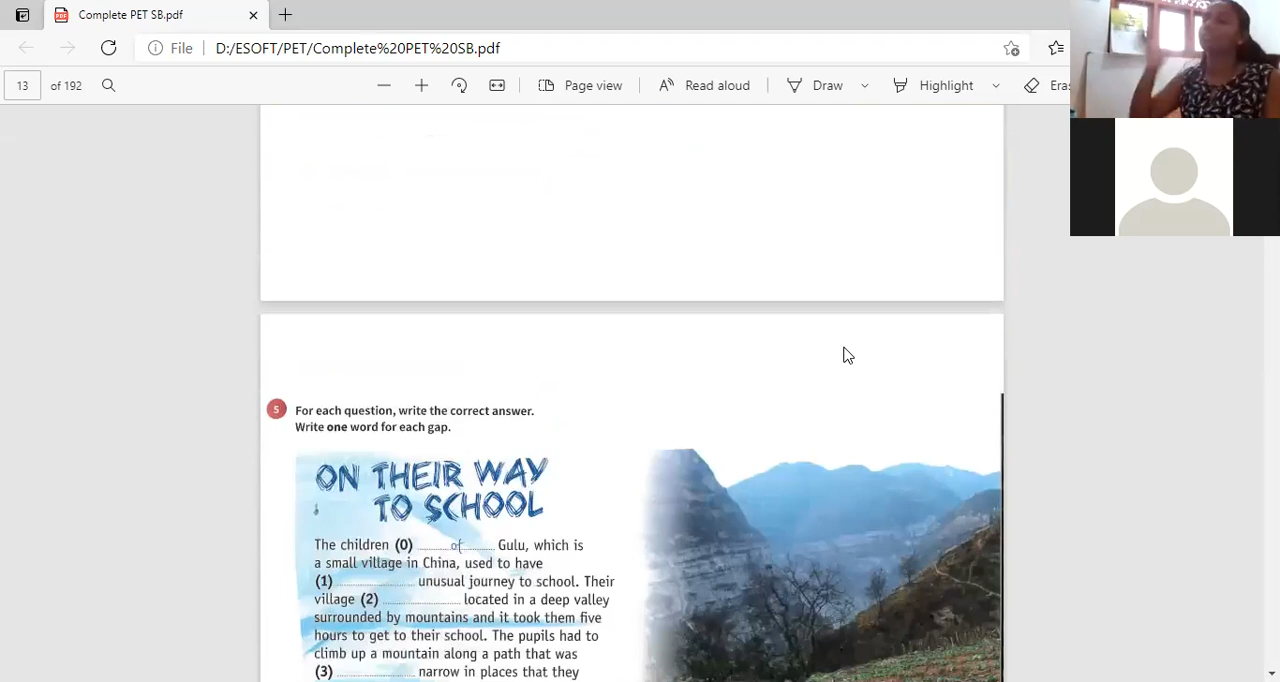 Complete PET SB.pdf
File
D:/ESOFT/PET/Complete%20PET%20SB.pdf
13
of 192
Page view
Read aloud
Draw
Highlight
Eras
5
For each question, write the correct answer.
Write one word for each gap.
ON THEIR WAY
TO SCHOOL
The children (0) ............ of ............ Gulu, which is
a small village in China, used to have
(1) ........................ unusual journey to school. Their
village (2) ........................ located in a deep valley
surrounded by mountains and it took them five
hours to get to their school. The pupils had to
climb up a mountain along a path that was
(3) ........................ narrow in places that they